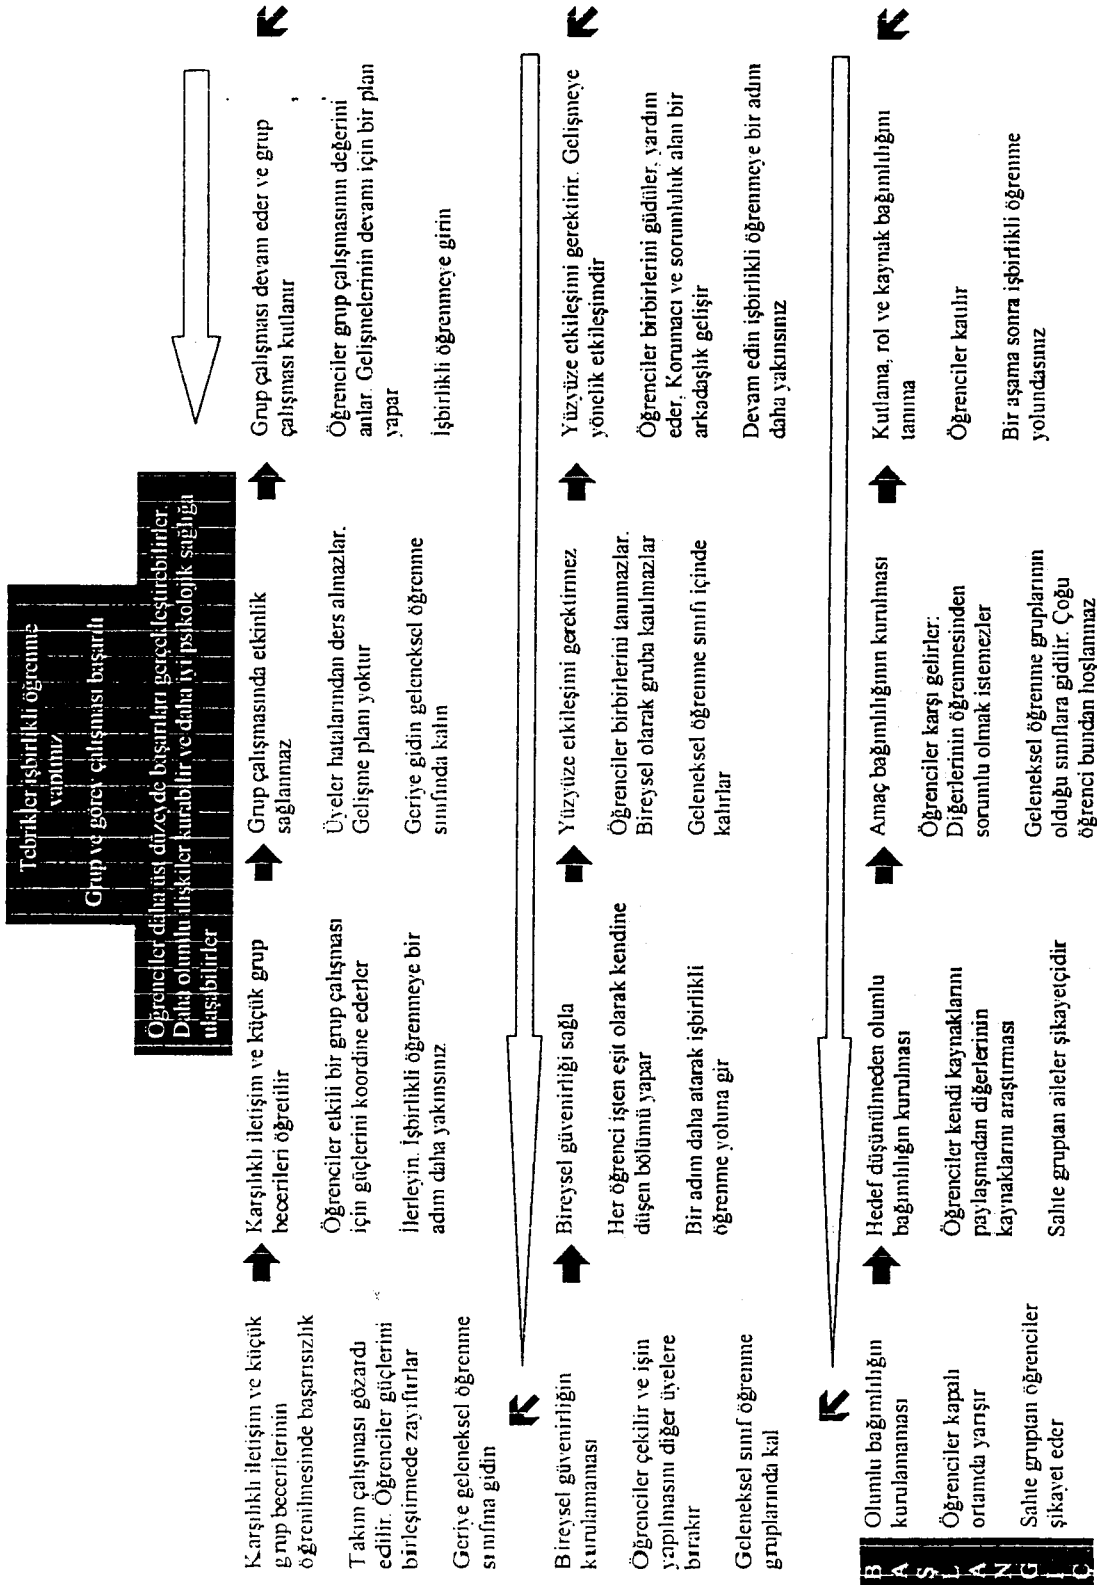 Tebrikler işbirlikli öğrenme
yaptınız
Grup ve görev çalışması başarılı
Öğrenciler daha üst düzeyde başarıları gerçekleştirebilirler.
Daha olumlu ilişkiler kurabilir ve daha iyi psikolojik sağlığa
ulaşabilirler
Karşılıklı iletişim ve küçük
grup becerilerinin
öğrenilmesinde başarısızlık
Takım çalışması gözardı
edilir. Öğrenciler güçlerini
birleştirmede zayıftırlar
Geriye geleneksel öğrenme
sınıfına gidin
Karşılıklı iletişim ve küçük grup
becerileri öğretilir
Öğrenciler etkili bir grup çalışması
için güçlerini koordine ederler
İlerleyin. İşbirlikli öğrenmeye bir
adım daha yakınsınız
Grup çalışmasında etkinlik
sağlanmaz
Üyeler hatalarından ders almazlar.
Gelişme planı yoktur
Geriye gidin geleneksel öğrenme
sınıfında kalın
Grup çalışması devam eder ve grup
çalışması kutlanır
Öğrenciler grup çalışmasının değerini
anlar. Gelişmelerinin devamı için bir plan
yapar
İşbirlikli öğrenmeye girin
Bireysel güvenirliğin
kurulamaması
Öğrenciler çekilir ve işin
yapılmasını diğer üyelere
bırakır
Geleneksel sınıf öğrenme
gruplarında kal
Bireysel güvenirliği sağla
Her öğrenci işten eşit olarak kendine
düşen bölümü yapar
Bir adım daha atarak işbirlikli
öğrenme yoluna gir
Yüzyüze etkileşimi gerektirmez
Öğrenciler birbirlerini tanımazlar.
Bireysel olarak gruba katılmazlar
Geleneksel öğrenme sınıfı içinde
kalırlar
Yüzyüze etkileşimi gerektirir. Gelişmeye
yönelik etkileşimdir
Öğrenciler birbirlerini güdüler, yardım
eder. Korumacı ve sorumluluk alan bir
arkadaşlık gelişir
Devam edin işbirlikli öğrenmeye bir adım
daha yakınsınız
BAŞLANGIÇ
Olumlu bağımlılığın
kurulamaması
Öğrenciler kapalı
ortamda yarışır
Sahte gruptan öğrenciler
şikayet eder
Hedef düşünülmeden olumlu
bağımlılığın kurulması
Öğrenciler kendi kaynaklarını
paylaşmadan diğerlerinin
kaynaklarını araştırması
Sahte gruptan aileler şikayetçidir
Amaç bağımlılığının kurulması
Öğrenciler karşı gelirler:
Diğerlerinin öğrenmesinden
sorumlu olmak istemezler
Geleneksel öğrenme gruplarının
olduğu sınıflara gidilir. Çoğu
öğrenci bundan hoşlanmaz
Kutlama, rol ve kaynak bağımlılığını
tanıma
Öğrenciler katılır
Bir aşama sonra işbirlikli öğrenme
yolundasınız